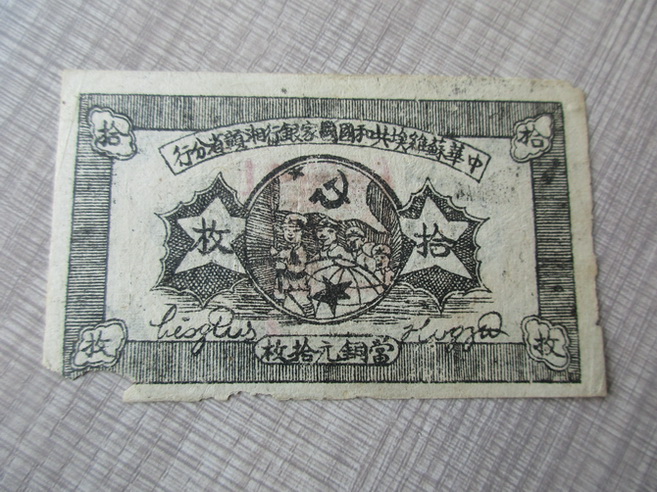 拾 拾
中華蘇維埃共和國國家銀行湘贛省分行
拾 枚
當銅元拾枚
枚 枚